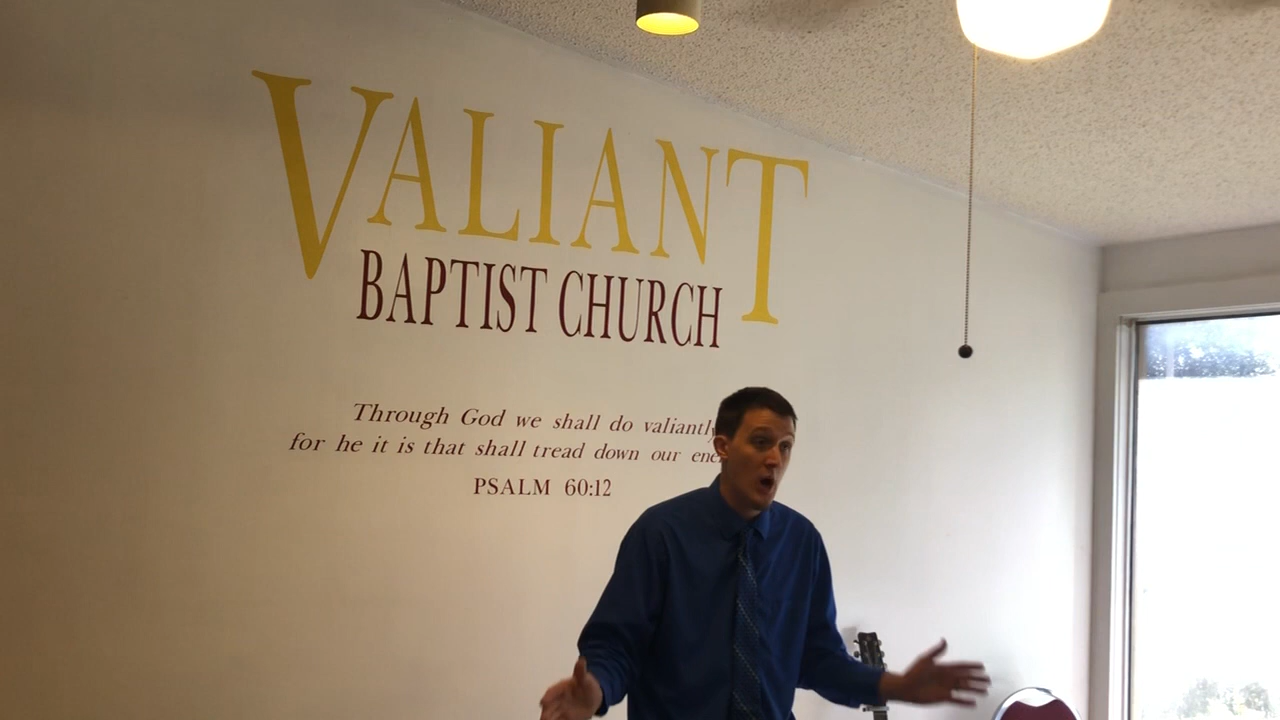 VALIANT
BAPTIST CHURCH
Through God we shall do valiantly
for he it is that shall tread down our
PSALM 60:12